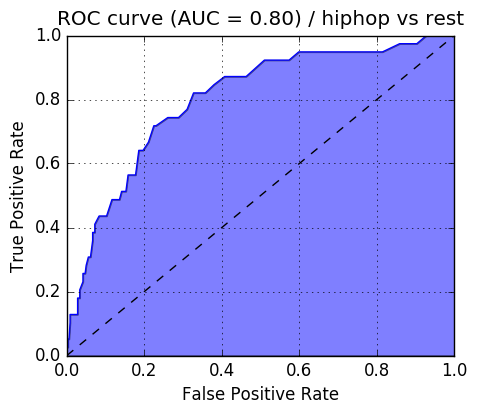 ROC curve (AUC = 0.80) / hiphop vs rest
1.0
0.8
0.6
0.4
0.2
0.0
True Positive Rate
0.0 0.2 0.4 0.6 0.8 1.0
False Positive Rate